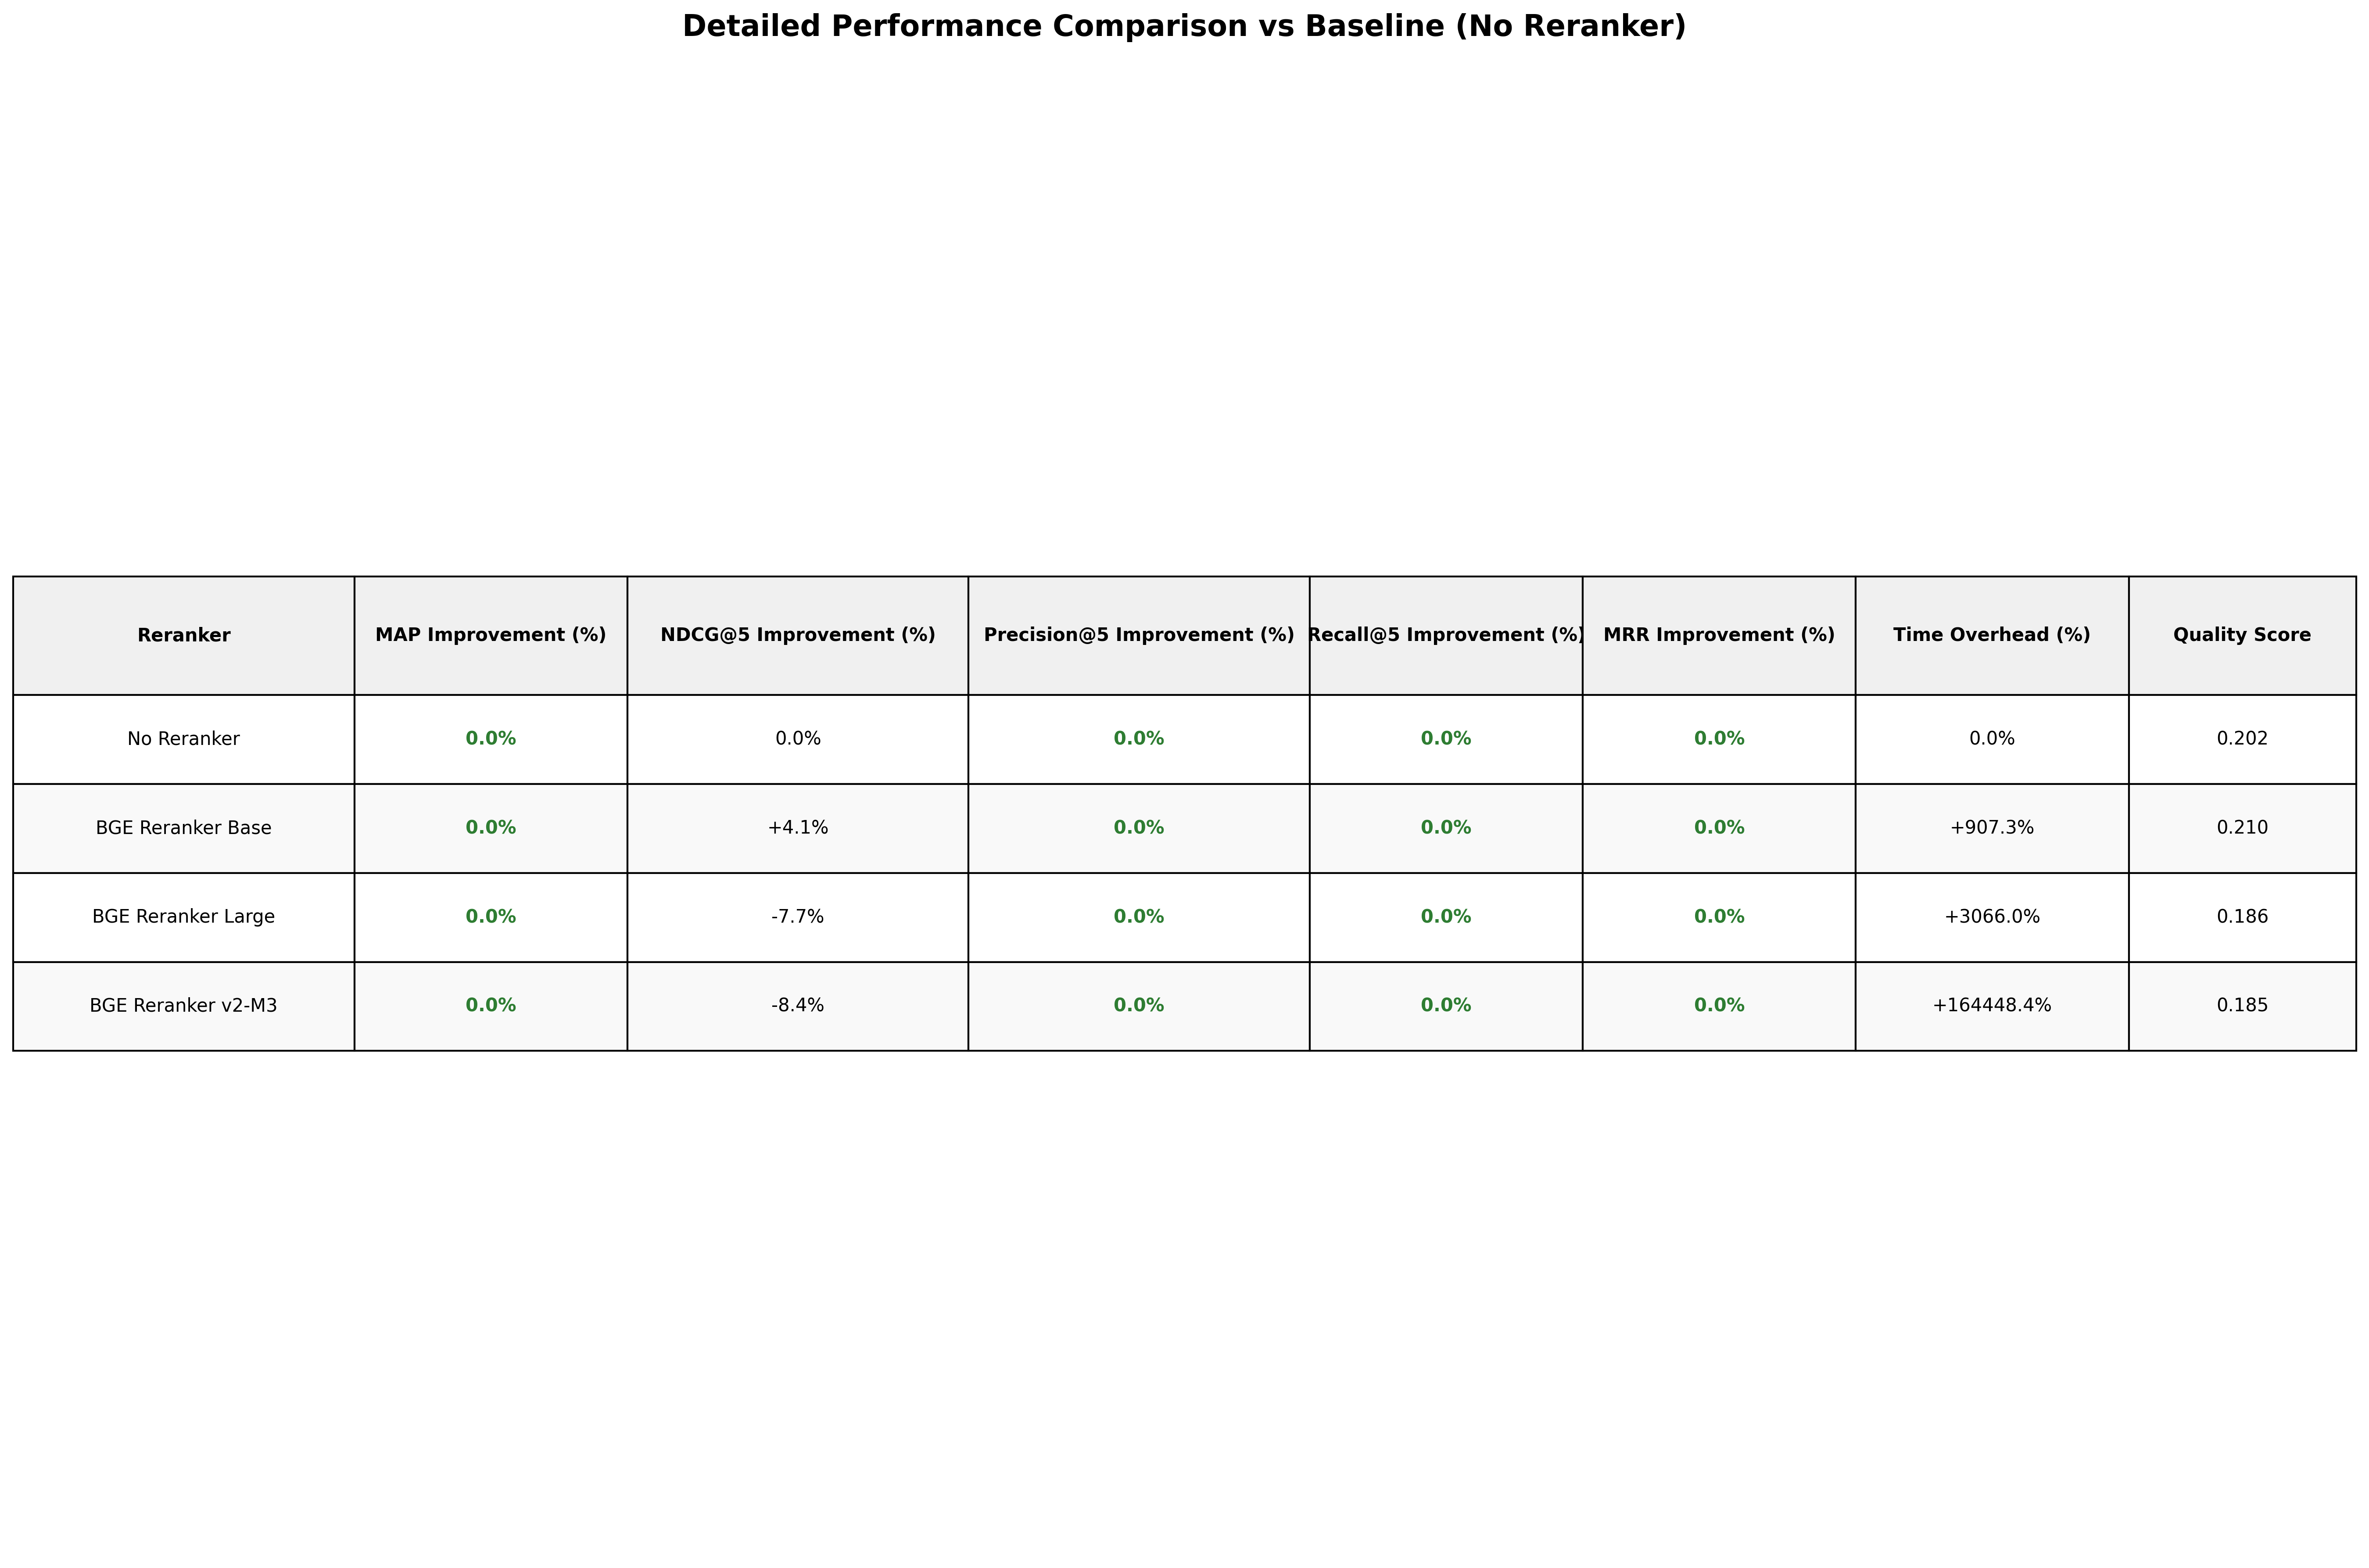 Detailed Performance Comparison vs Baseline (No Reranker)
Reranker MAP Improvement (%) NDCG@5 Improvement (%) Precision@5 Improvement (%) Recall@5 Improvement (%) MRR Improvement (%) Time Overhead (%) Quality Score
No Reranker 0.0% 0.0% 0.0% 0.0% 0.0% 0.0% 0.202
BGE Reranker Base 0.0% +4.1% 0.0% 0.0% 0.0% +907.3% 0.210
BGE Reranker Large 0.0% -7.7% 0.0% 0.0% 0.0% +3066.0% 0.186
BGE Reranker v2-M3 0.0% -8.4% 0.0% 0.0% 0.0% +164448.4% 0.185